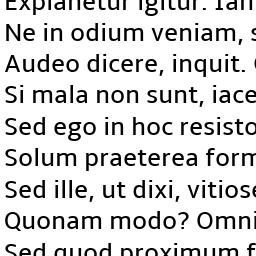 Explanetur igitur. Tan
Ne in odium veniam, s
Audeo dicere, inquit.
Si mala non sunt, iace
Sed ego in hoc resisto
Solum praeterea form
Sed ille, ut dixi, vitiose
Quonam modo? Omni
Sed quod proximum f